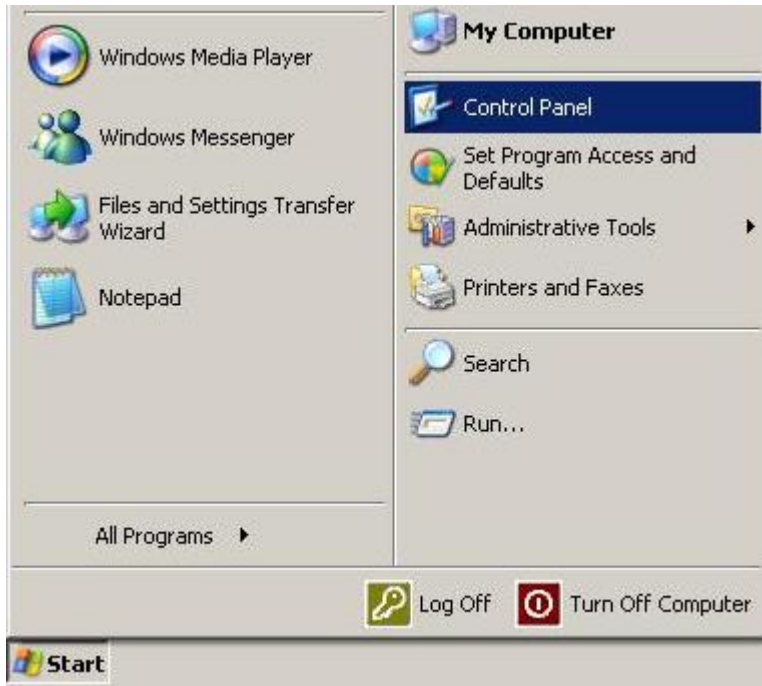 Windows Media Player
Windows Messenger
Files and Settings Transfer
Wizard
Notepad
All Programs
My Computer
Control Panel
Set Program Access and
Defaults
Administrative Tools
Printers and Faxes
Search
Run...
Log Off
Turn Off Computer
Start